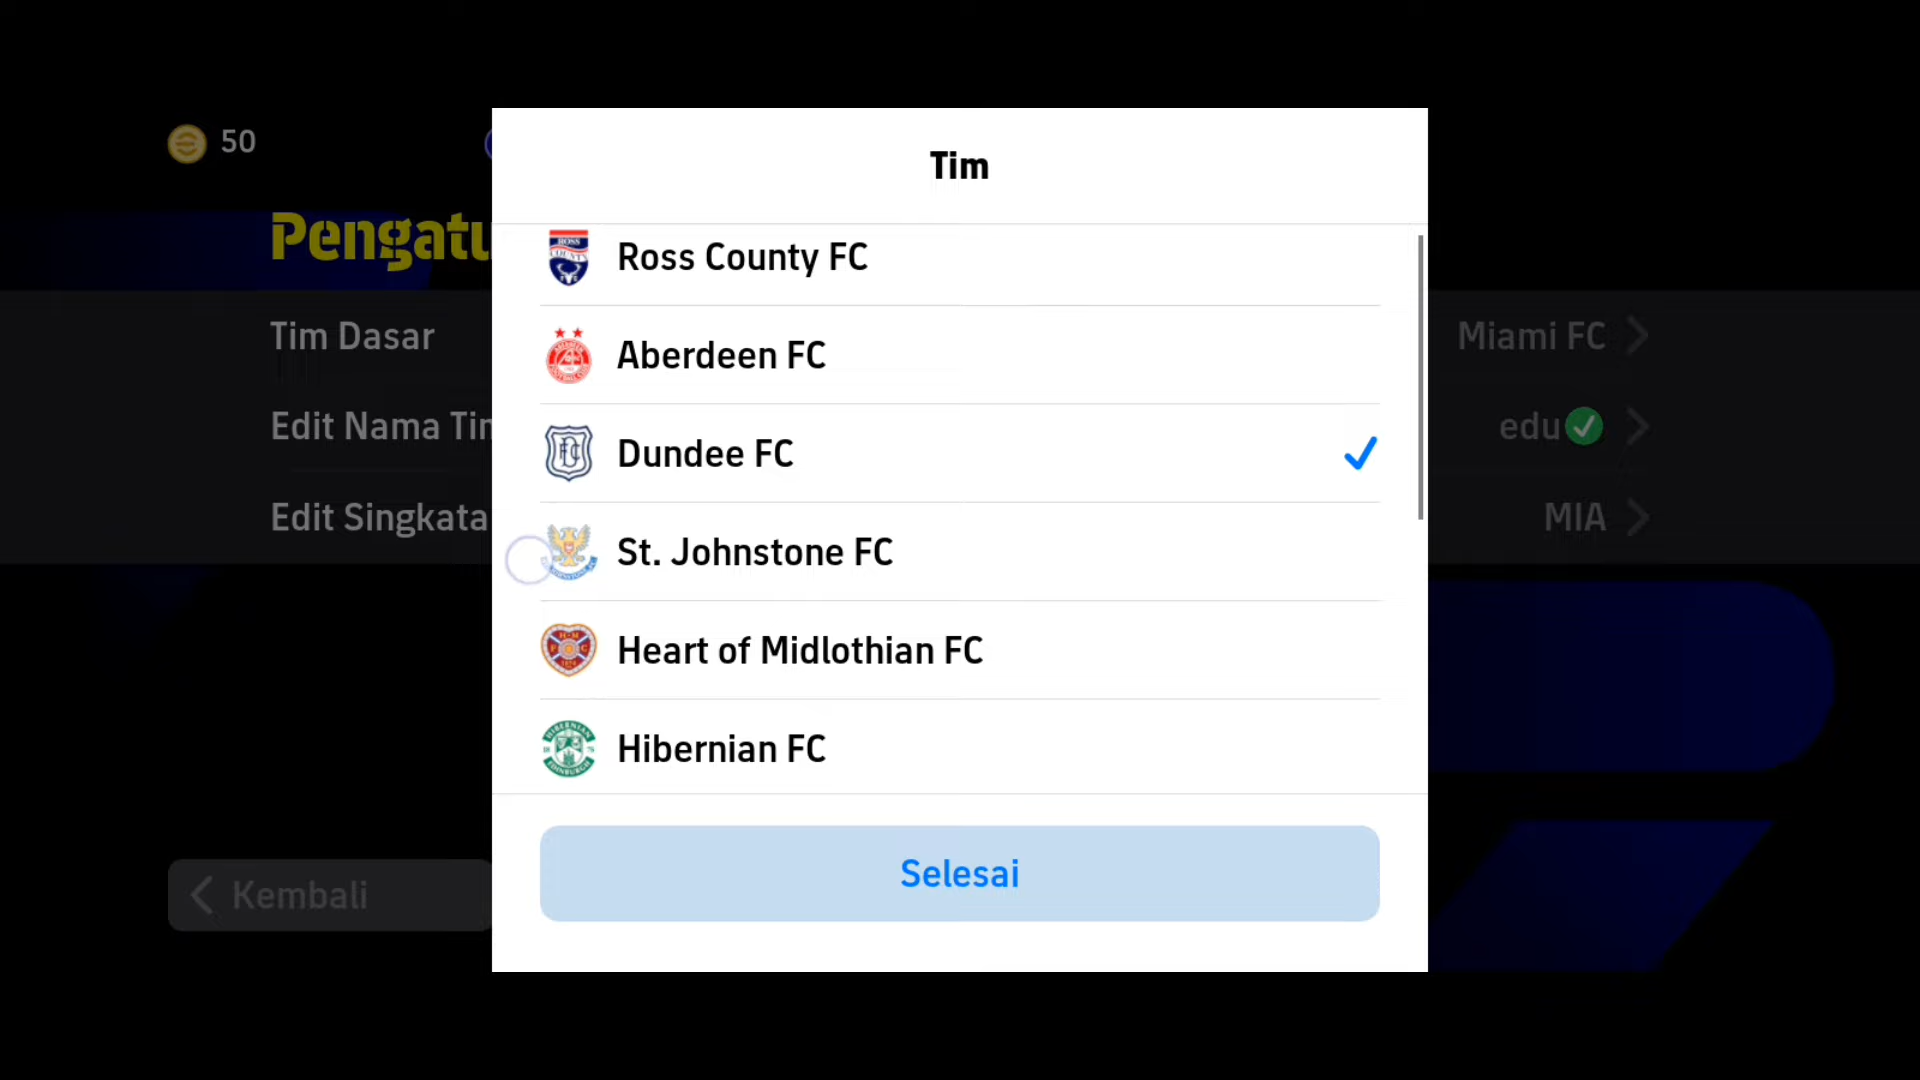 50
Tim
Pengatu
Ross County FC
Tim Dasar
Miami FC
Aberdeen FC
Edit Nama Tim
edu
Dundee FC
Edit Singkata
MIA
St. Johnstone FC
Heart of Midlothian FC
Hibernian FC
Selesai
Kembali